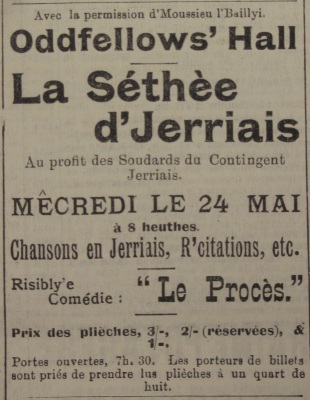 Avec la permission d'Moussieu l'Baillyi.
Oddfellows' Hall
La Séthèe
d'Jerriais
Au profit des Soudards du Contingent
Jerriais.
MÊCREDI LE 24 MAI
à 8 heuthes.
Chansons en Jerriais, R'citations, etc.
Risibly'e
Comédie : "Le Procès."
Prix des plièches, 3/-, 2/- (réservées), &
1/-.
Portes ouvertes, 7h. 30. Les porteurs de billets
sont priés de prendre lus plièches à un quart de
huit.